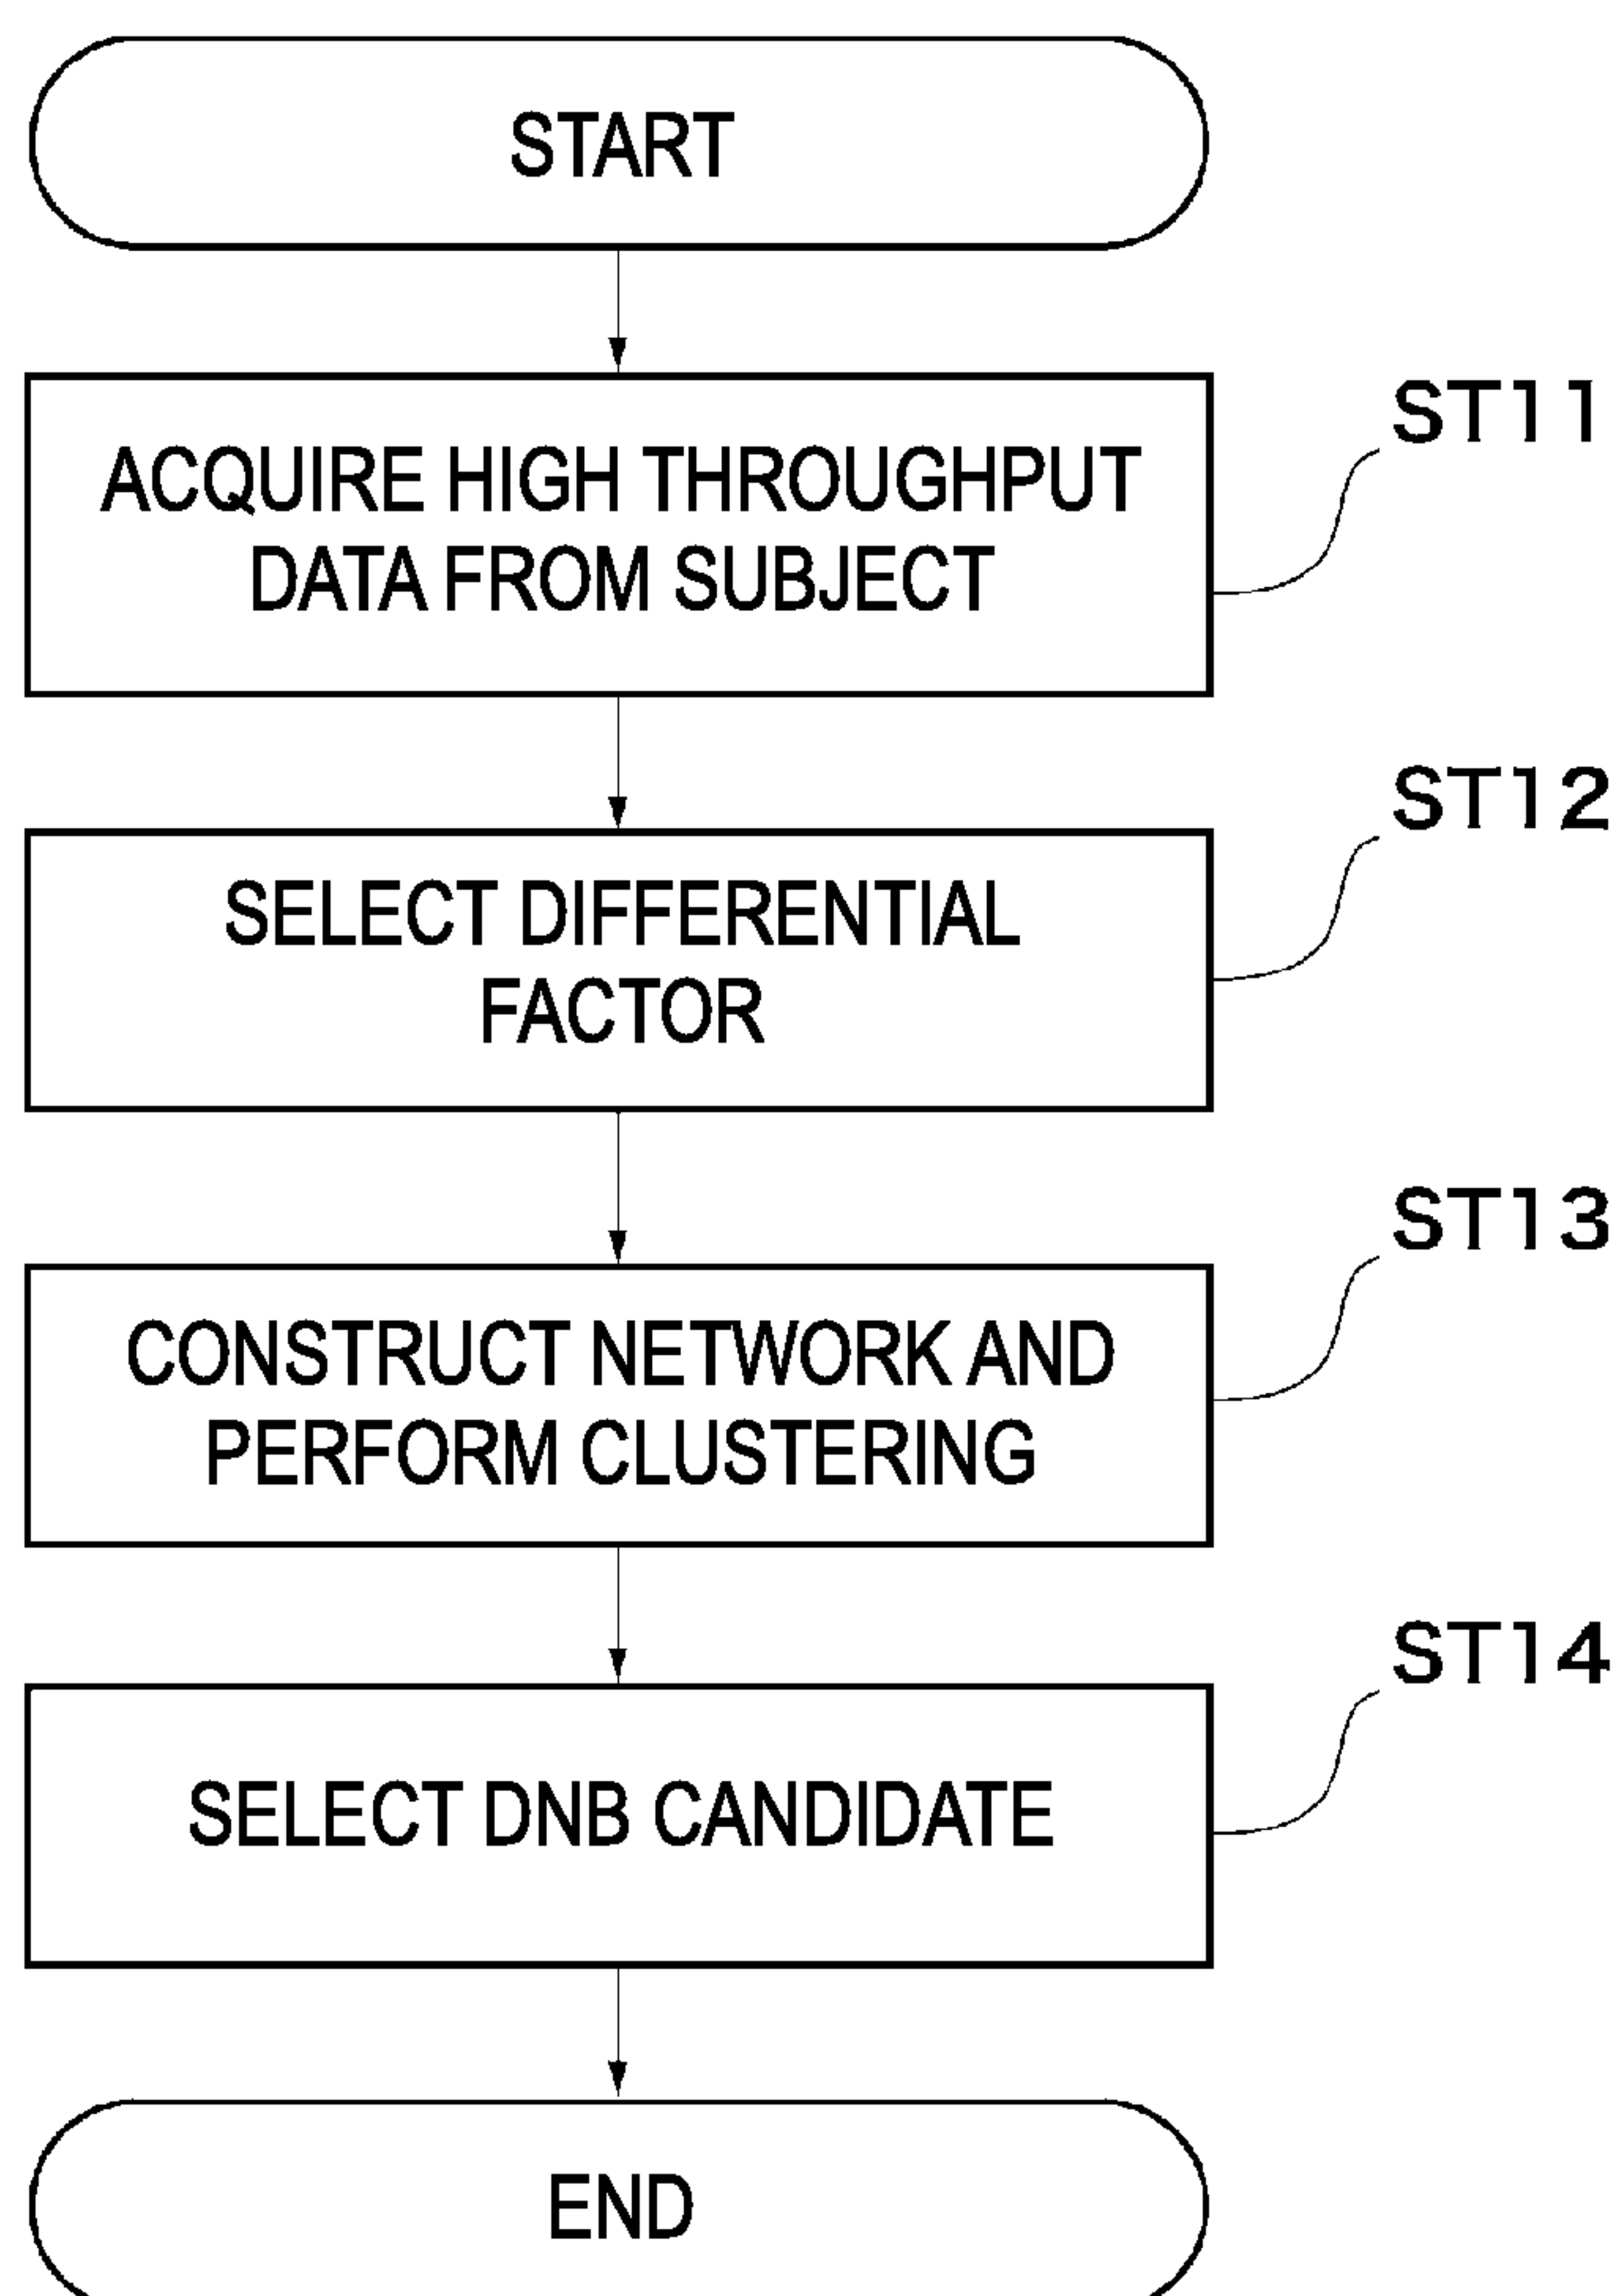 START
ST11
ACQUIRE HIGH THROUGHPUT
DATA FROM SUBJECT
ST12
SELECT DIFFERENTIAL
FACTOR
ST13
CONSTRUCT NETWORK AND
PERFORM CLUSTERING
ST14
SELECT DNB CANDIDATE
END